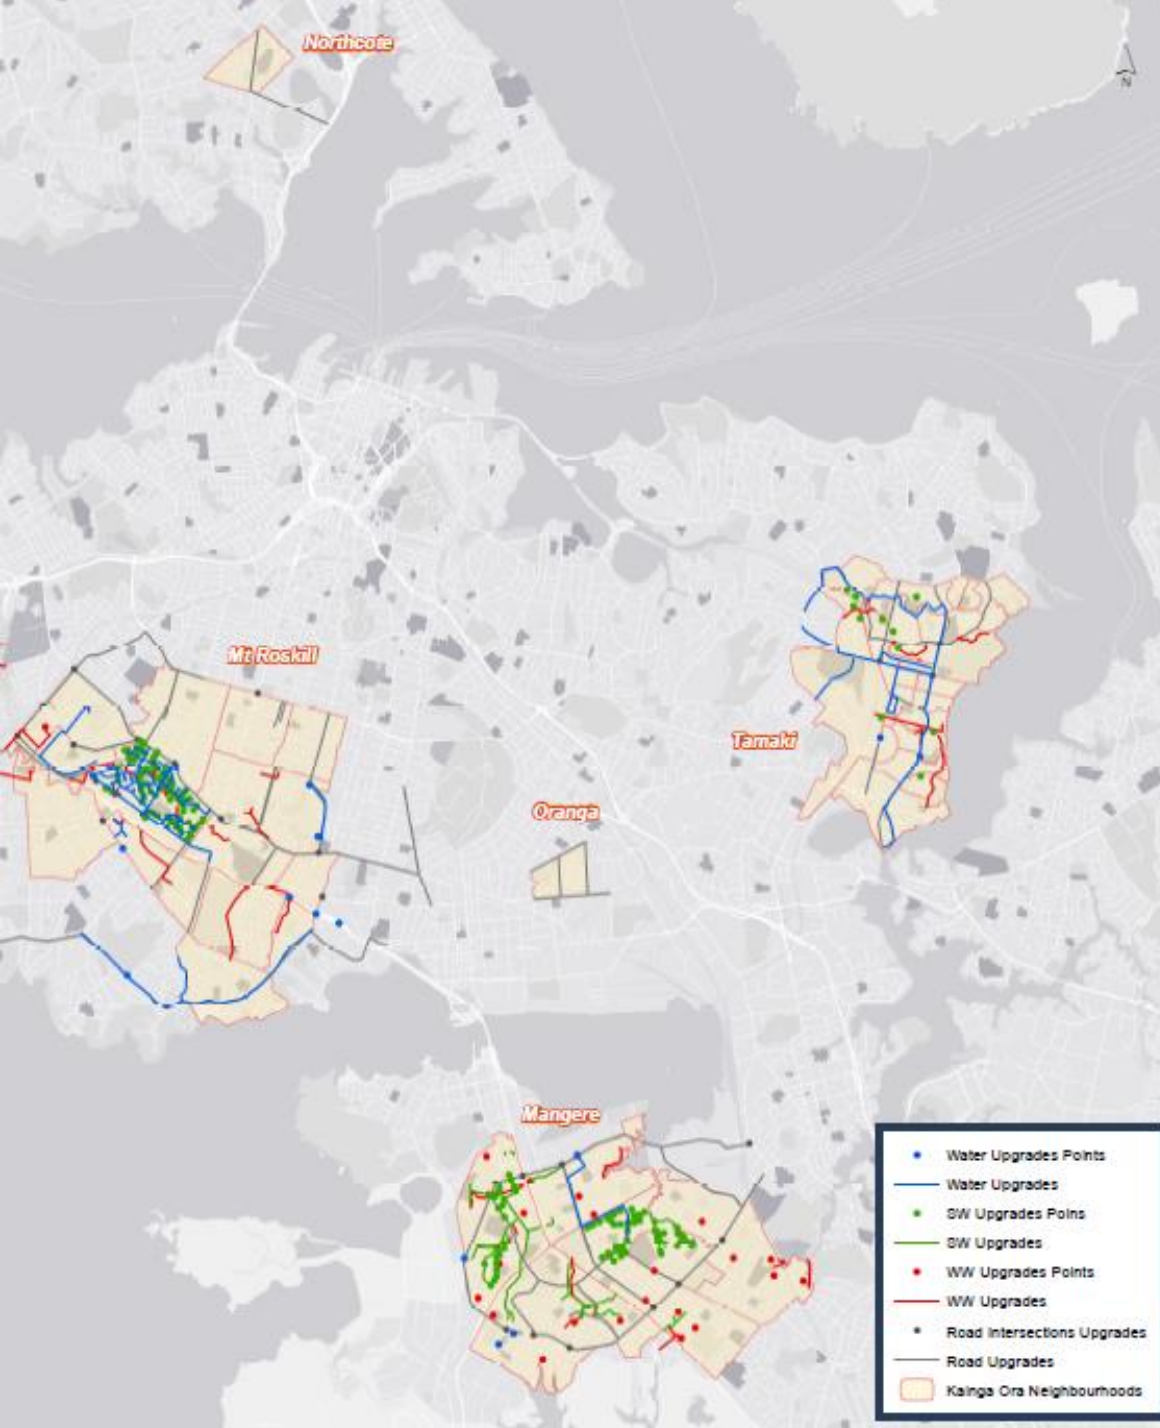 Northcote
N
Mt Roskill
Tamaki
Oranga
Mangere
Water Upgrades Points
Water Upgrades
SW Upgrades Poins
SW Upgrades
WW Upgrades Points
WW Upgrades
Road Intersections Upgrades
Road Upgrades
Kainga Ora Neighbourhoods